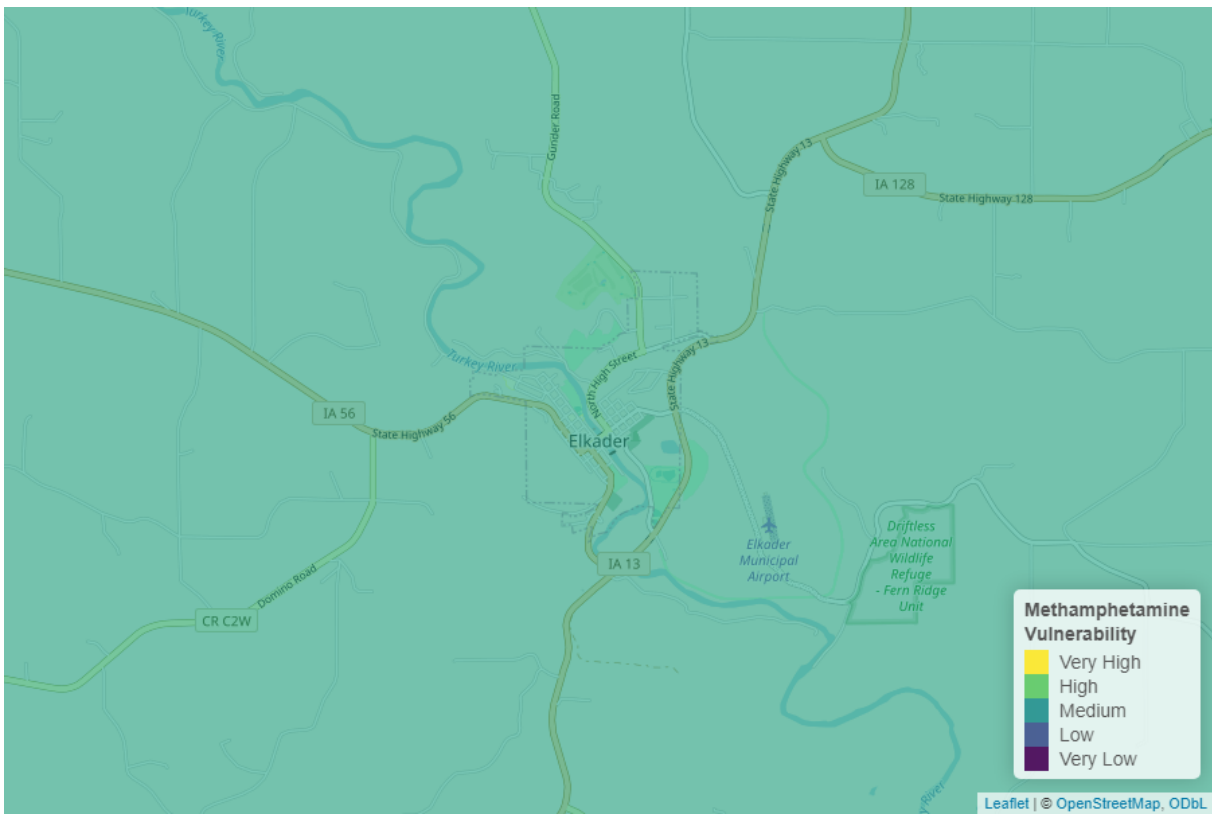 Turkey River
Gunder Road
State Highway 13
IA 128
State Highway 128
Turkey River
North High Street
State Highway 13
IA 56
State Highway 56
Elkader
Elkader
Municipal
Airport
Driftless
Area National
Wildlife
Refuge
- Fern Ridge
Unit
IA 13
Domino Road
CR C2W
Methamphetamine
Vulnerability
Very High
High
Medium
Low
Very Low
River
Leaflet | © OpenStreetMap, ODbL